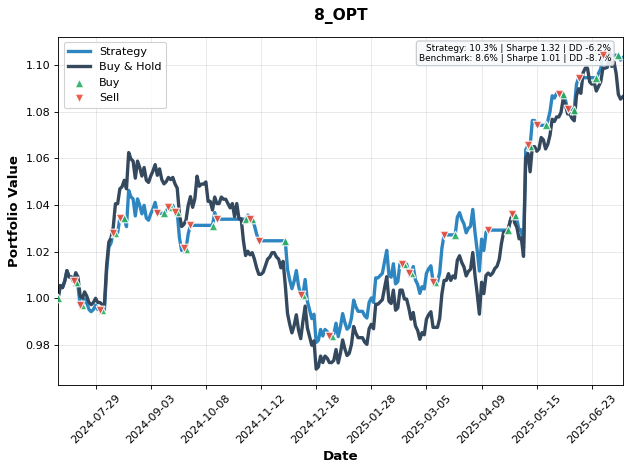 8_OPT
Strategy
Buy & Hold
Buy
Sell
Strategy: 10.3% | Sharpe 1.32 | DD -6.2%
Benchmark: 8.6% | Sharpe 1.01 | DD -8.7%
Portfolio Value
1.10
1.08
1.06
1.04
1.02
1.00
0.98
2024-07-29
2024-09-03
2024-10-08
2024-11-12
2024-12-18
2025-01-28
2025-03-05
2025-04-09
2025-05-15
2025-06-23
Date